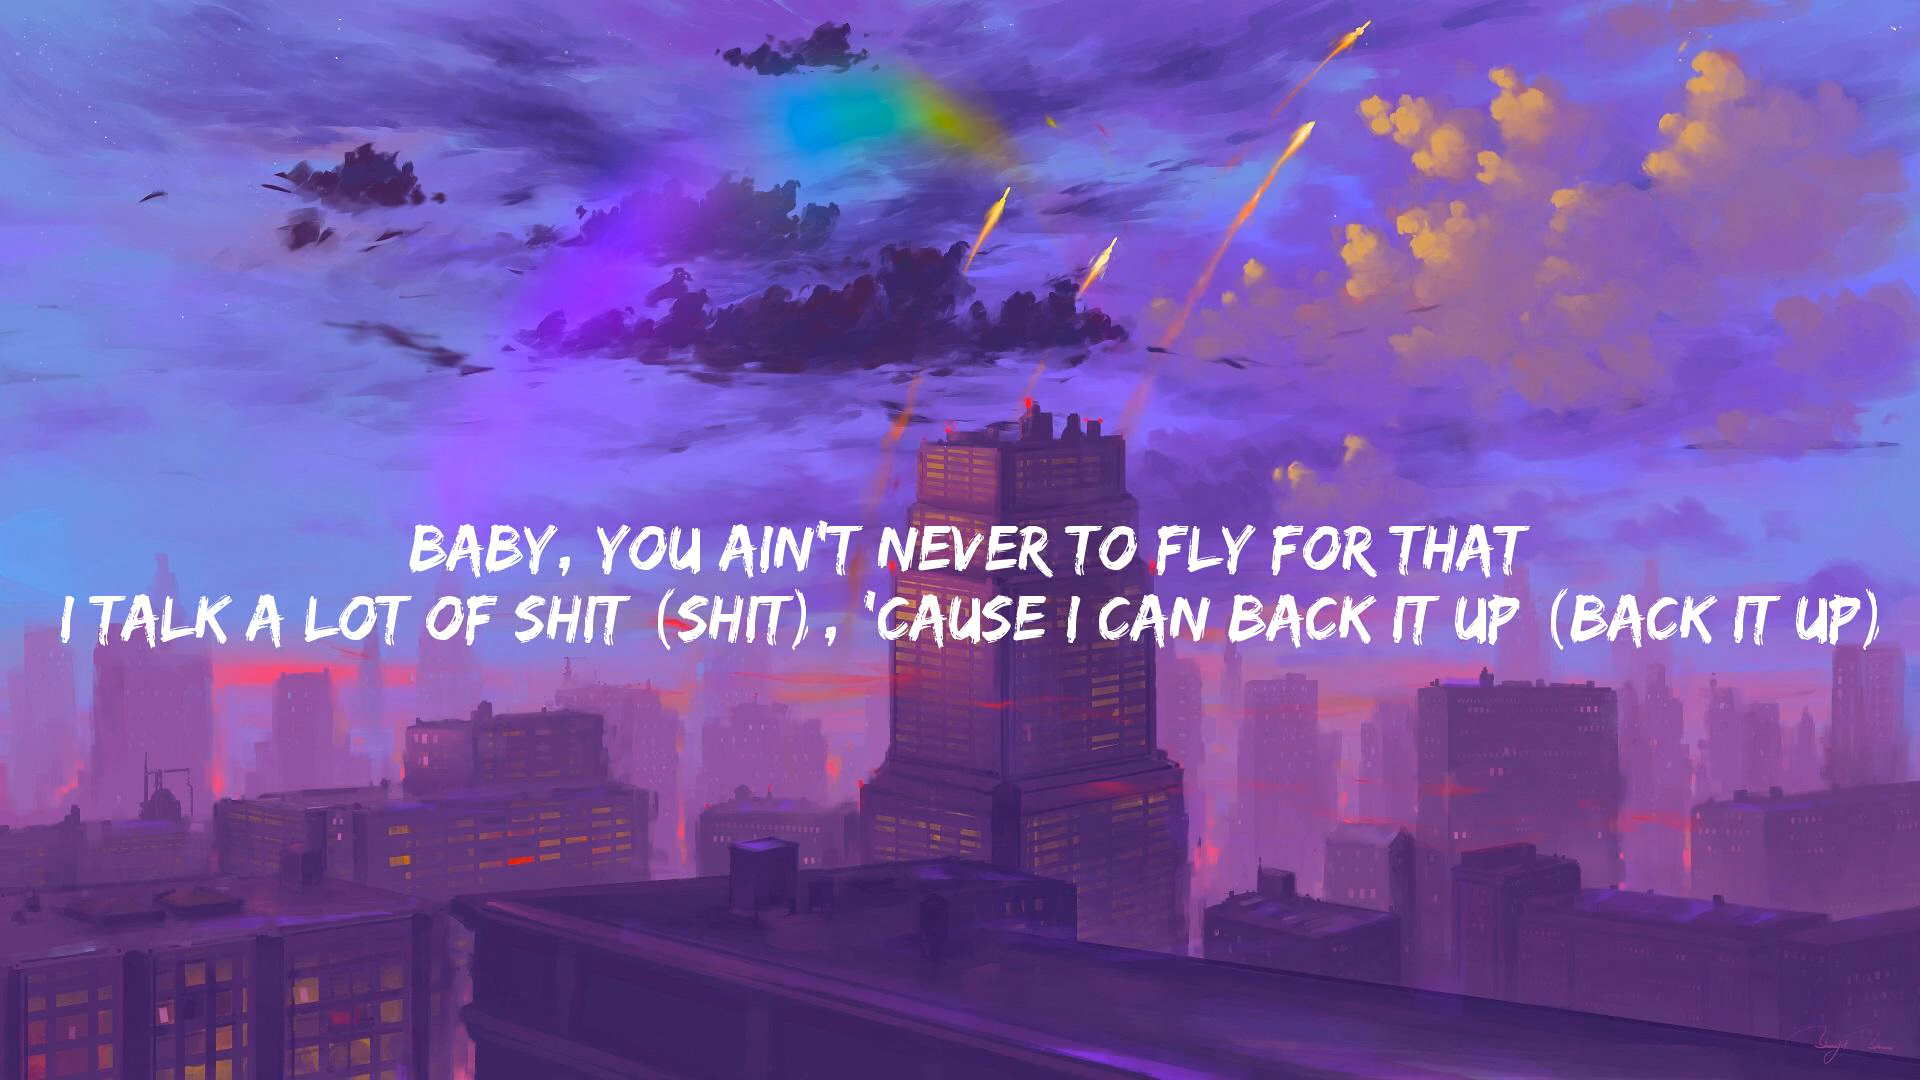 BABY, YOU AIN'T NEVER TO FLY FOR THAT
I TALK A LOT OF SHIT (SHIT), 'CAUSE I CAN BACK IT UP (BACK IT UP)